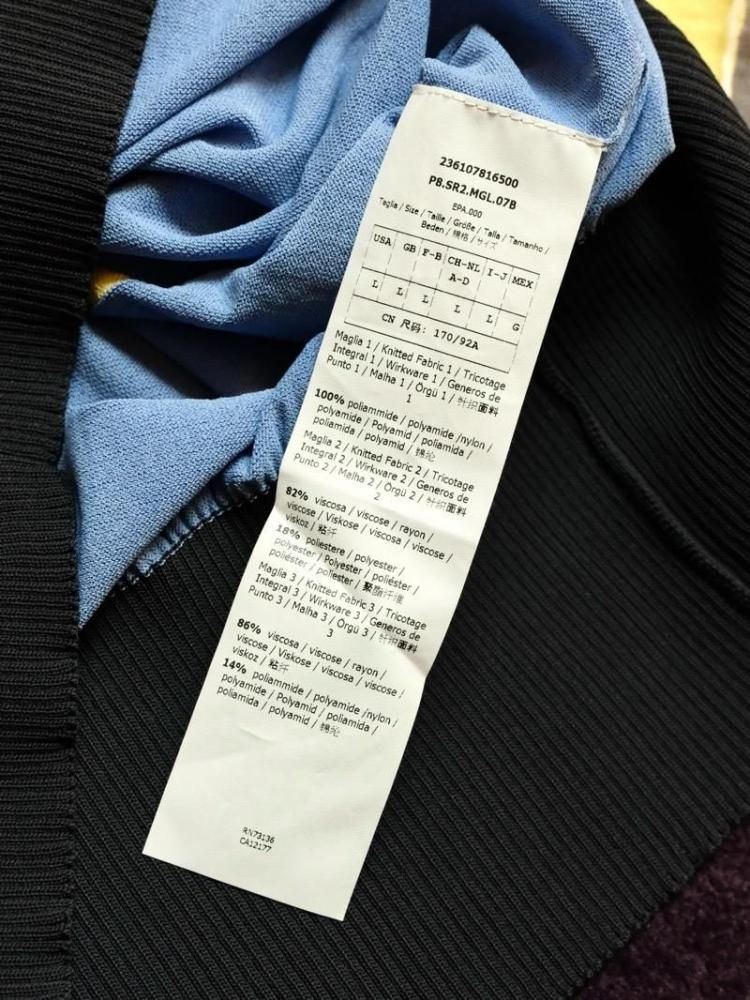 236107816500
P8.SR2.MGL.07B
EPA.000
Taglia / Size / Taille / Größe / Talla / Tamanho /
Beden / 规格 / サイズ
USA GB F-B CH-NL I-J MEX
A-D
L L L L L G
CN 尺码: 170/92A
Maglia 1 / Knitted Fabric 1 / Tricotage
Integral 1 / Wirkware 1 / Generos de
Punto 1 / Malha 1 / Örgü 1 / 针织面料
1
100% poliammide / polyamide /nylon /
polyamide / Polyamid / poliamida /
poliamida / polyamid / 锦纶
Maglia 2 / Knitted Fabric 2 / Tricotage
Integral 2 / Wirkware 2 / Generos de
Punto 2 / Malha 2 / Örgü 2 / 针织面料
2
82% viscosa / viscose / rayon /
viscose / Viskose / viscosa / viscose /
viskoz / 粘纤
18% poliestere / polyester /
polyester / Polyester / poliéster /
poliéster / poliester / 聚酯纤维
Maglia 3 / Knitted Fabric 3 / Tricotage
Integral 3 / Wirkware 3 / Generos de
Punto 3 / Malha 3 / Örgü 3 / 针织面料
3
86% viscosa / viscose / rayon /
viscose / Viskose / viscosa / viscose /
viskoz / 粘纤
14% poliammide / polyamide /nylon /
polyamide / Polyamid / poliamida /
poliamida / polyamid / 锦纶
RN73136
CA12177